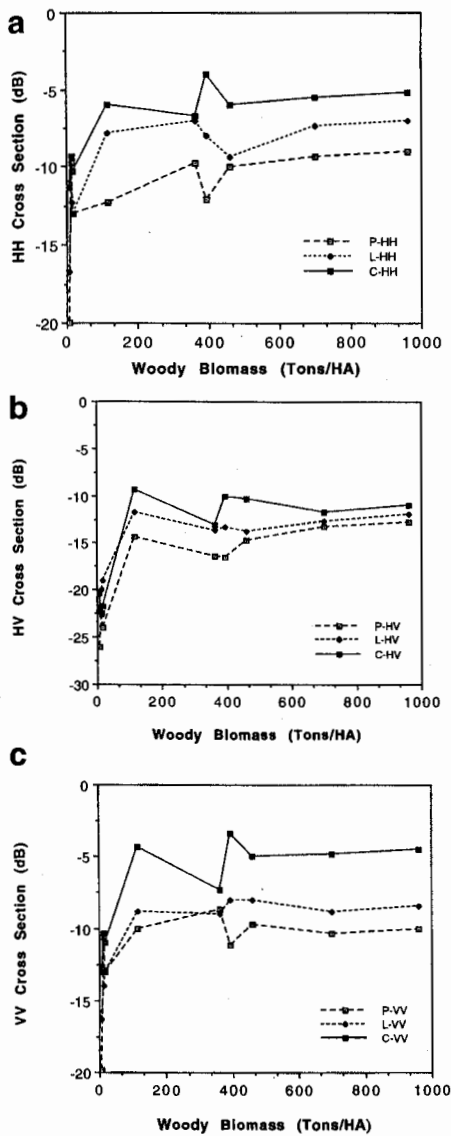 a
0
-5
-10
-15
-20
HH Cross Section (dB)
P-HH
L-HH
C-HH
0 200 400 600 800 1000
Woody Biomass (Tons/HA)
b
0
-5
-10
-15
-20
-25
-30
HV Cross Section (dB)
P-HV
L-HV
C-HV
0 200 400 600 800 1000
Woody Biomass (Tons/HA)
c
0
-5
-10
-15
-20
VV Cross Section (dB)
P-VV
L-VV
C-VV
0 200 400 600 800 1000
Woody Biomass (Tons/HA)